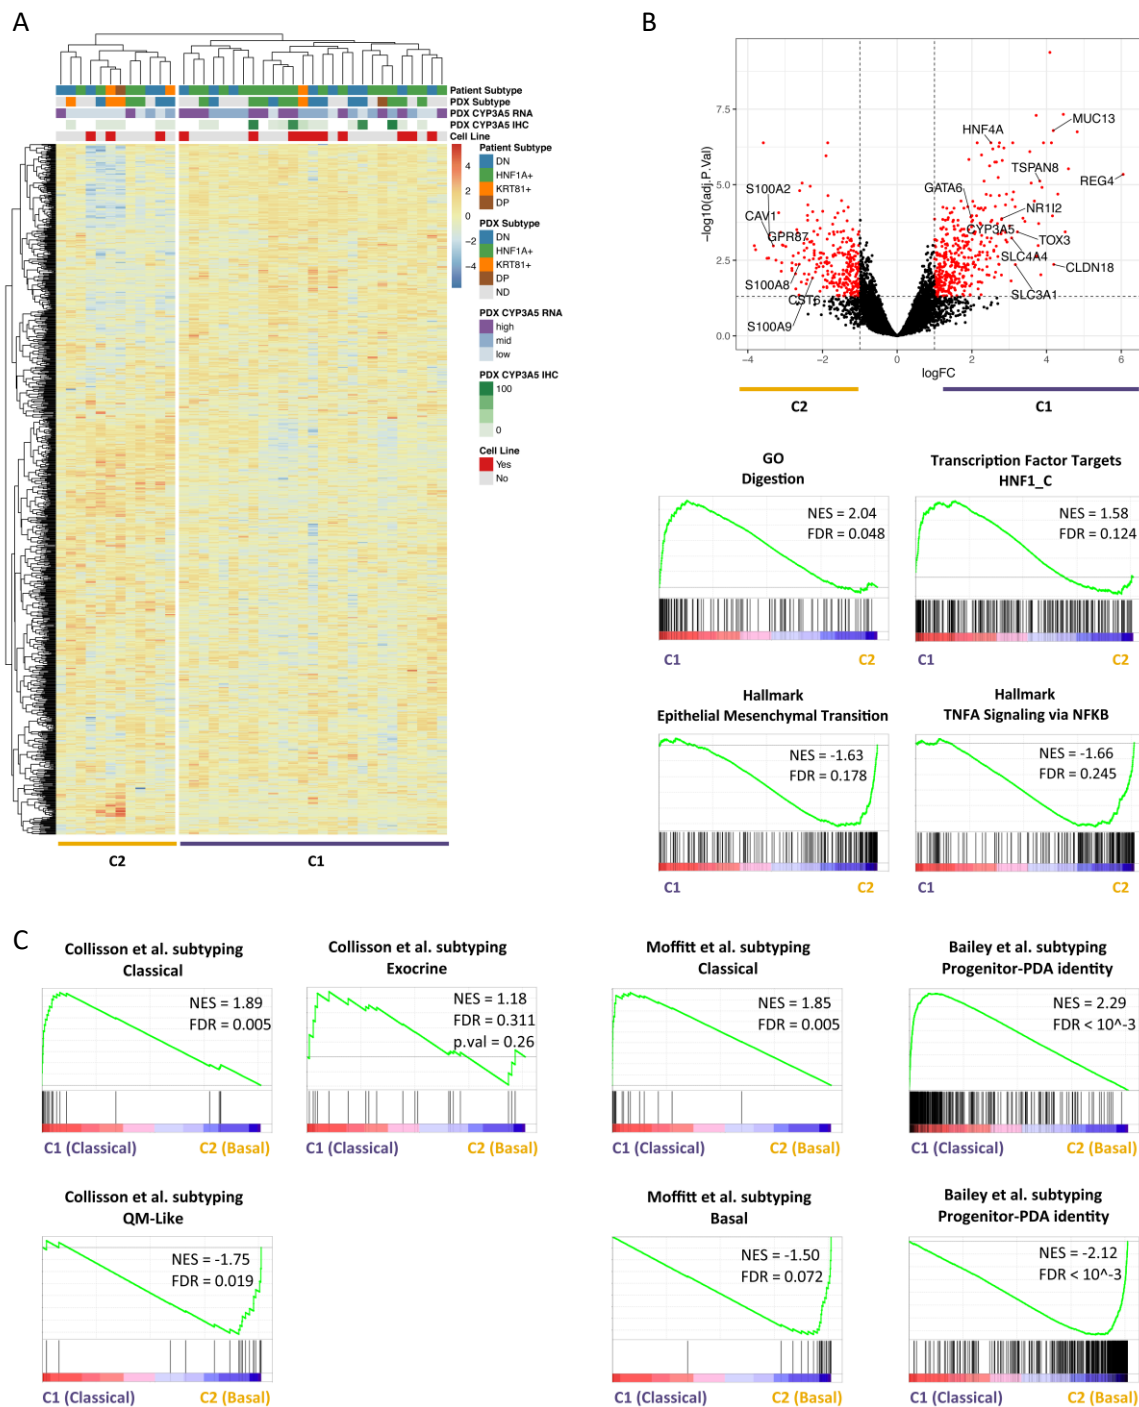 A
Patient Subtype
PDX Subtype
PDX CYP3A5 RNA
PDX CYP3A5 IHC
Cell Line
4
2
0
−2
−4
Patient Subtype
DN
HNF1A+
KRT81+
DP
PDX Subtype
DN
HNF1A+
KRT81+
DP
ND
PDX CYP3A5 RNA
high
mid
low
PDX CYP3A5 IHC
100
0
Cell Line
Yes
No
C2
C1
B
−log10(adj.P.Val)
7.5
5.0
2.5
0.0
HNF4A
MUC13
TSPAN8
REG4
S100A2
GATA6
NR1I2
CAV1
CYP3A5
GPR87
TOX3
SLC4A4
CLDN18
S100A8
CST6
SLC3A1
S100A9
−4
−2
0
2
4
6
logFC
C2
C1
GO
Digestion
NES = 2.04
FDR = 0.048
C1
C2
Transcription Factor Targets
HNF1_C
NES = 1.58
FDR = 0.124
C1
C2
Hallmark
Epithelial Mesenchymal Transition
NES = -1.63
FDR = 0.178
C1
C2
Hallmark
TNFA Signaling via NFKB
NES = -1.66
FDR = 0.245
C1
C2
C
Collisson et al. subtyping
Classical
NES = 1.89
FDR = 0.005
C1 (Classical)
C2 (Basal)
Collisson et al. subtyping
Exocrine
NES = 1.18
FDR = 0.311
p.val = 0.26
C1 (Classical)
C2 (Basal)
Moffitt et al. subtyping
Classical
NES = 1.85
FDR = 0.005
C1 (Classical)
C2 (Basal)
Bailey et al. subtyping
Progenitor-PDA identity
NES = 2.29
FDR < 10^-3
C1 (Classical)
C2 (Basal)
Collisson et al. subtyping
QM-Like
NES = -1.75
FDR = 0.019
C1 (Classical)
C2 (Basal)
Moffitt et al. subtyping
Basal
NES = -1.50
FDR = 0.072
C1 (Classical)
C2 (Basal)
Bailey et al. subtyping
Progenitor-PDA identity
NES = -2.12
FDR < 10^-3
C1 (Classical)
C2 (Basal)